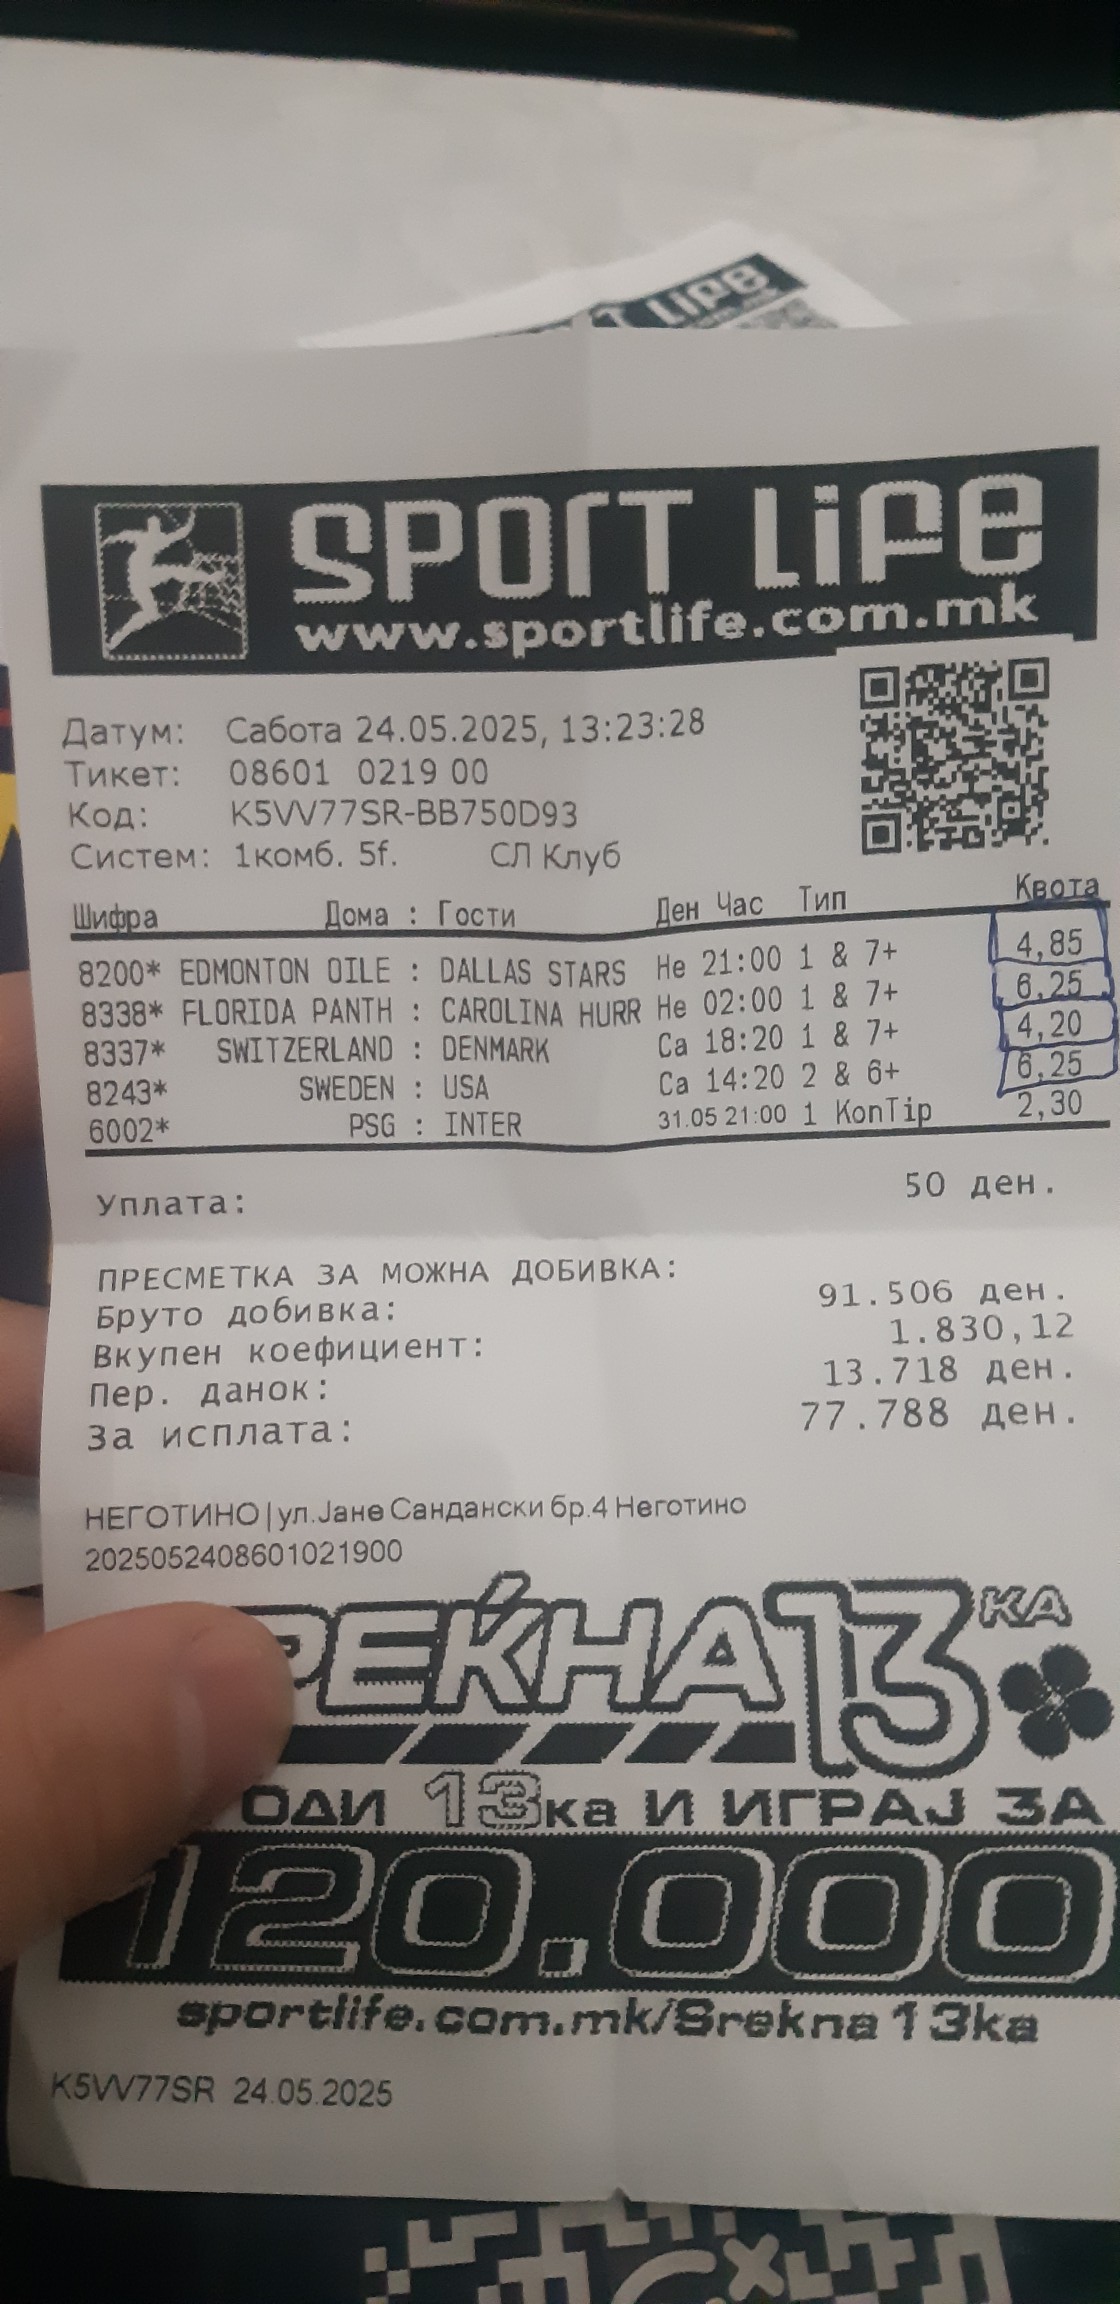 LIFE
SPORT LIFE
www.sportlife.com.mk
Датум: Сабота 24.05.2025, 13:23:28
Тикет: 08601 0219 00
Код: K5VV77SR-BB750D93
Систем: 1комб. 5f. СЛ Клуб
Шифра Дома : Гости Ден Час Тип Квота
8200* EDMONTON OILE : DALLAS STARS Не 21:00 1 & 7+ 4,85
8338* FLORIDA PANTH : CAROLINA HURR Не 02:00 1 & 7+ 6,25
8337* SWITZERLAND : DENMARK Са 18:20 1 & 7+ 4,20
8243* SWEDEN : USA Са 14:20 2 & 6+ 6,25
6002* PSG : INTER 31.05 21:00 1 KonTip 2,30
Уплата: 50 ден.
ПРЕСМЕТКА ЗА МОЖНА ДОБИВКА:
Бруто добивка: 91.506 ден.
Вкупен коефициент: 1.830,12
Пер. данок: 13.718 ден.
За исплата: 77.788 ден.
НЕГОТИНО|ул.Јане Сандански бр.4 Неготино
2025052408601021900
РЕЌНА 13КА
ОДИ 13ка И ИГРАЈ ЗА
120.000
sportlife.com.mk/Srekna13ka
K5VV77SR 24.05.2025